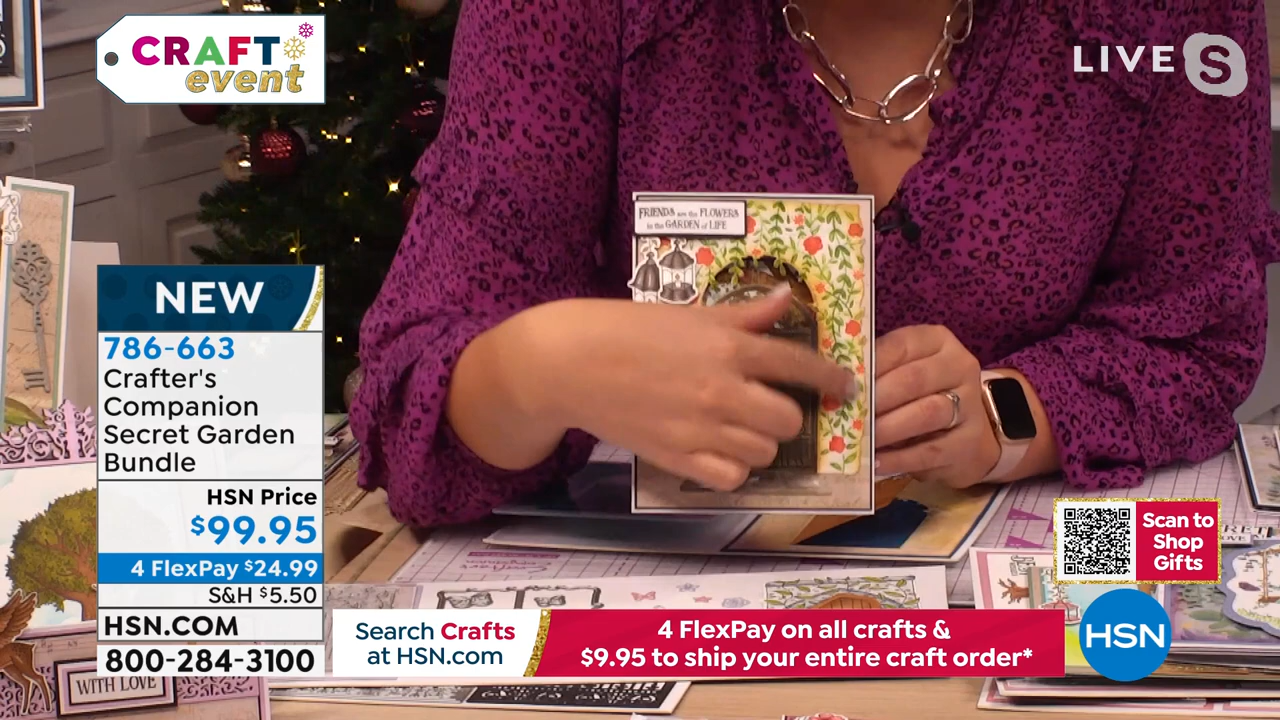 CRAFT
event
LIVE S
FRIENDS are the FLOWERS
in the GARDEN of LIFE
NEW
786-663
Crafter's
Companion
Secret Garden
Bundle
HSN Price
$99.95
4 FlexPay $24.99
S&H $5.50
HSN.COM
800-284-3100
Search Crafts
at HSN.com
4 FlexPay on all crafts &
$9.95 to ship your entire craft order*
Scan to
Shop
Gifts
HSN
WITH LOVE